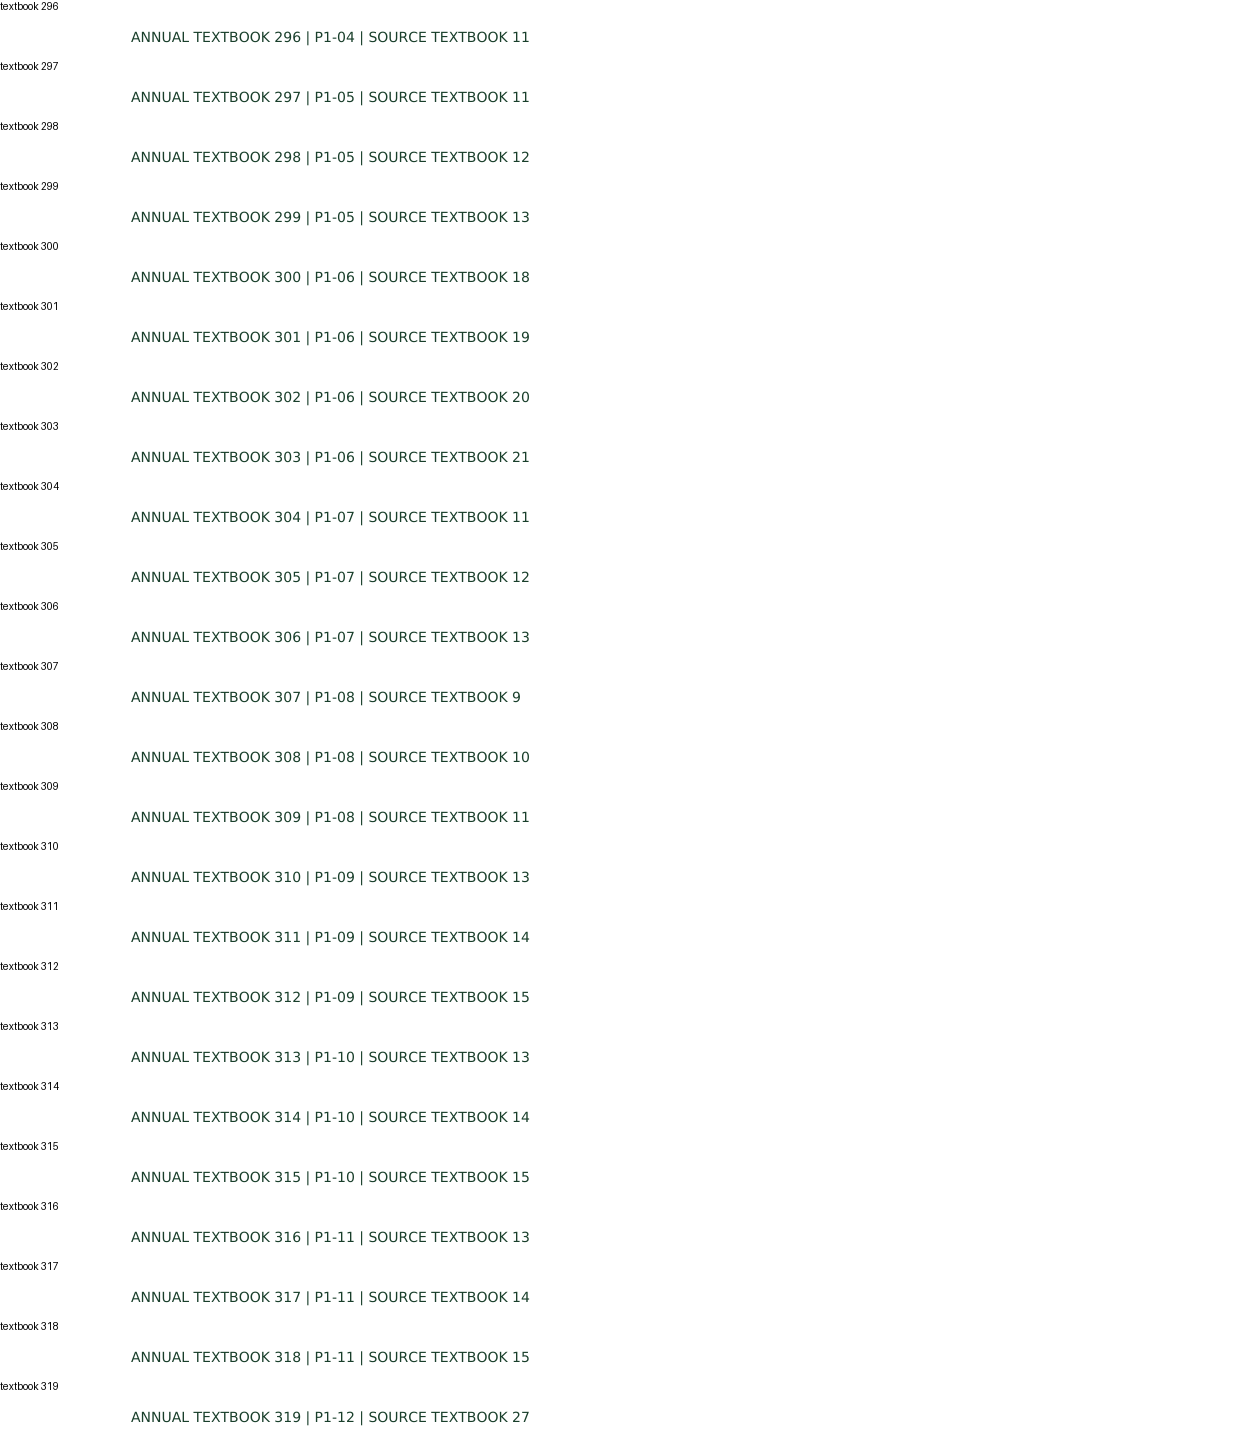 textbook 296
ANNUAL TEXTBOOK 296 | P1-04 | SOURCE TEXTBOOK 11
textbook 297
ANNUAL TEXTBOOK 297 | P1-05 | SOURCE TEXTBOOK 11
textbook 298
ANNUAL TEXTBOOK 298 | P1-05 | SOURCE TEXTBOOK 12
textbook 299
ANNUAL TEXTBOOK 299 | P1-05 | SOURCE TEXTBOOK 13
textbook 300
ANNUAL TEXTBOOK 300 | P1-06 | SOURCE TEXTBOOK 18
textbook 301
ANNUAL TEXTBOOK 301 | P1-06 | SOURCE TEXTBOOK 19
textbook 302
ANNUAL TEXTBOOK 302 | P1-06 | SOURCE TEXTBOOK 20
textbook 303
ANNUAL TEXTBOOK 303 | P1-06 | SOURCE TEXTBOOK 21
textbook 304
ANNUAL TEXTBOOK 304 | P1-07 | SOURCE TEXTBOOK 11
textbook 305
ANNUAL TEXTBOOK 305 | P1-07 | SOURCE TEXTBOOK 12
textbook 306
ANNUAL TEXTBOOK 306 | P1-07 | SOURCE TEXTBOOK 13
textbook 307
ANNUAL TEXTBOOK 307 | P1-08 | SOURCE TEXTBOOK 9
textbook 308
ANNUAL TEXTBOOK 308 | P1-08 | SOURCE TEXTBOOK 10
textbook 309
ANNUAL TEXTBOOK 309 | P1-08 | SOURCE TEXTBOOK 11
textbook 310
ANNUAL TEXTBOOK 310 | P1-09 | SOURCE TEXTBOOK 13
textbook 311
ANNUAL TEXTBOOK 311 | P1-09 | SOURCE TEXTBOOK 14
textbook 312
ANNUAL TEXTBOOK 312 | P1-09 | SOURCE TEXTBOOK 15
textbook 313
ANNUAL TEXTBOOK 313 | P1-10 | SOURCE TEXTBOOK 13
textbook 314
ANNUAL TEXTBOOK 314 | P1-10 | SOURCE TEXTBOOK 14
textbook 315
ANNUAL TEXTBOOK 315 | P1-10 | SOURCE TEXTBOOK 15
textbook 316
ANNUAL TEXTBOOK 316 | P1-11 | SOURCE TEXTBOOK 13
textbook 317
ANNUAL TEXTBOOK 317 | P1-11 | SOURCE TEXTBOOK 14
textbook 318
ANNUAL TEXTBOOK 318 | P1-11 | SOURCE TEXTBOOK 15
textbook 319
ANNUAL TEXTBOOK 319 | P1-12 | SOURCE TEXTBOOK 27